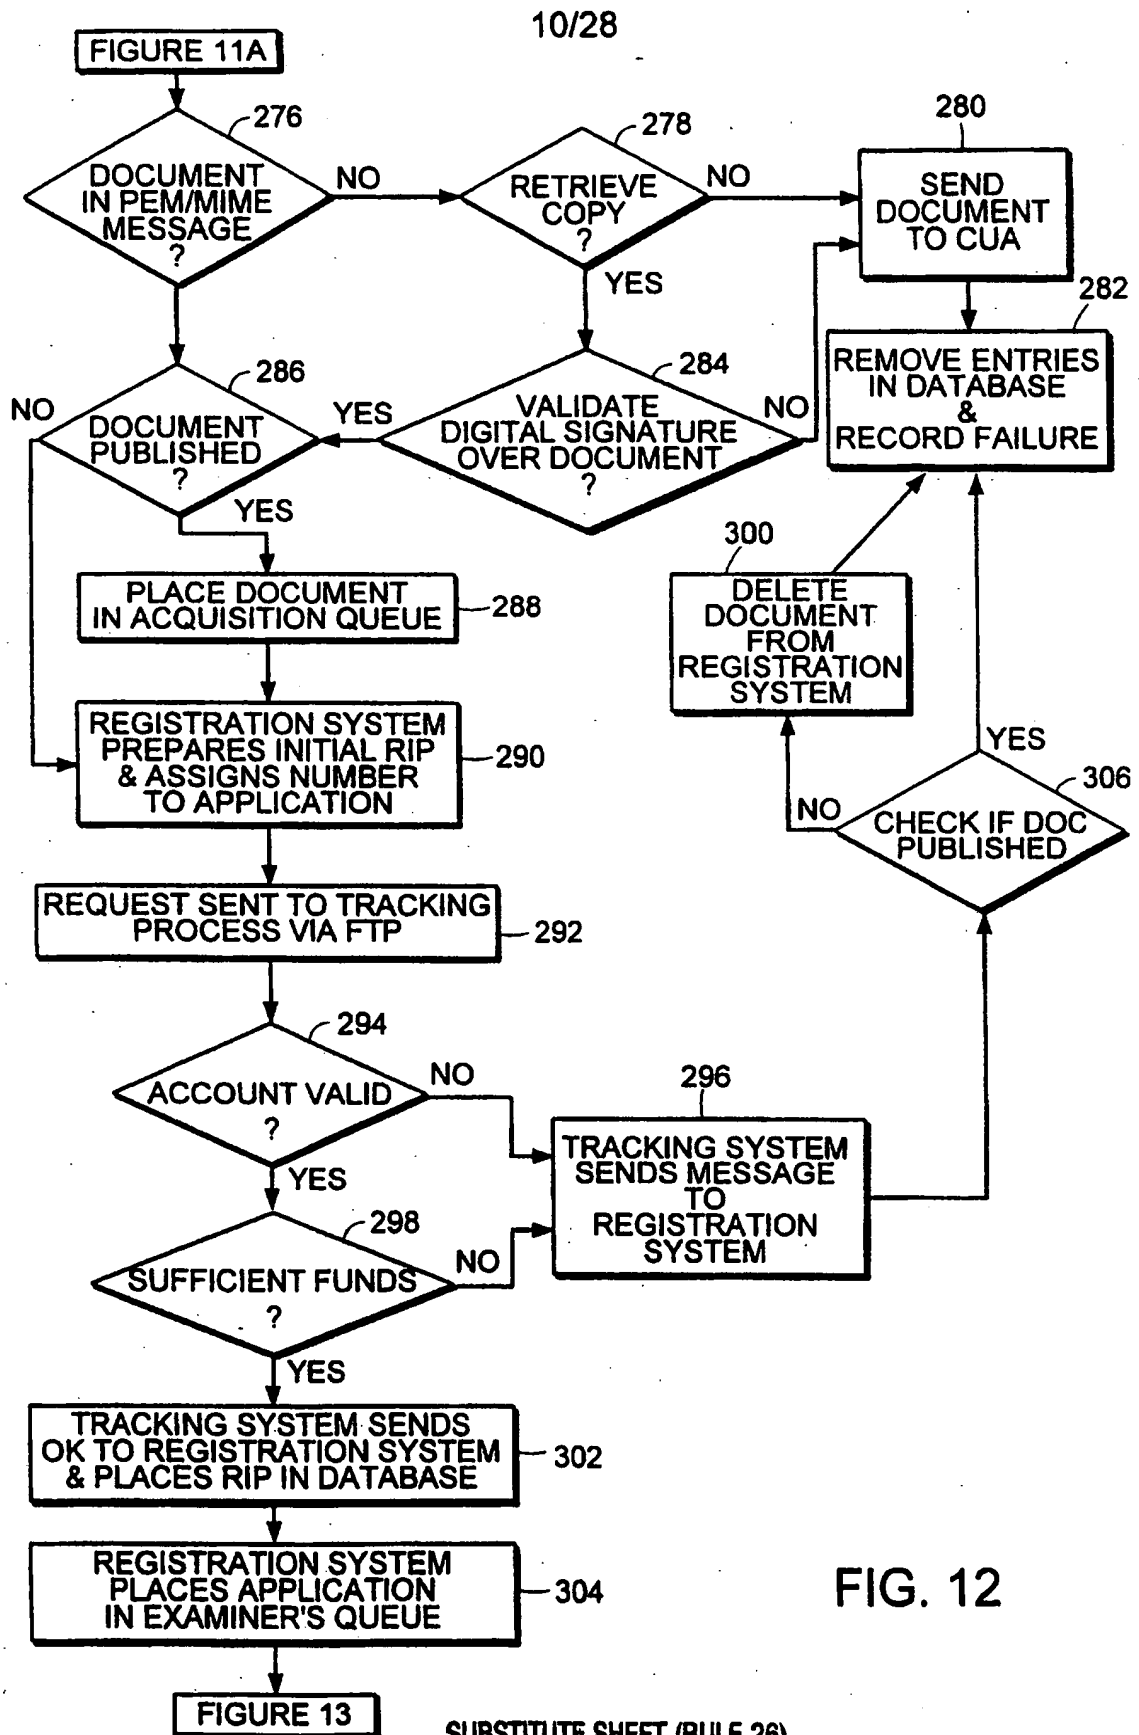 10/28
FIGURE 11A
276
DOCUMENT
IN PEM/MIME
MESSAGE
?
NO
278
RETRIEVE
COPY
?
NO
YES
280
SEND
DOCUMENT
TO CUA
282
REMOVE ENTRIES
IN DATABASE
&
RECORD FAILURE
284
VALIDATE
DIGITAL SIGNATURE
OVER DOCUMENT
?
NO
YES
286
DOCUMENT
PUBLISHED
?
NO
YES
PLACE DOCUMENT
IN ACQUISITION QUEUE
288
300
DELETE
DOCUMENT
FROM
REGISTRATION
SYSTEM
REGISTRATION SYSTEM
PREPARES INITIAL RIP
& ASSIGNS NUMBER
TO APPLICATION
290
YES
306
NO
CHECK IF DOC
PUBLISHED
REQUEST SENT TO TRACKING
PROCESS VIA FTP
292
294
ACCOUNT VALID
?
NO
YES
296
TRACKING SYSTEM
SENDS MESSAGE
TO
REGISTRATION
SYSTEM
298
SUFFICIENT FUNDS
?
NO
YES
TRACKING SYSTEM SENDS
OK TO REGISTRATION SYSTEM
& PLACES RIP IN DATABASE
302
REGISTRATION SYSTEM
PLACES APPLICATION
IN EXAMINER'S QUEUE
304
FIG. 12
FIGURE 13
SUBSTITUTE SHEET (RULE 26)